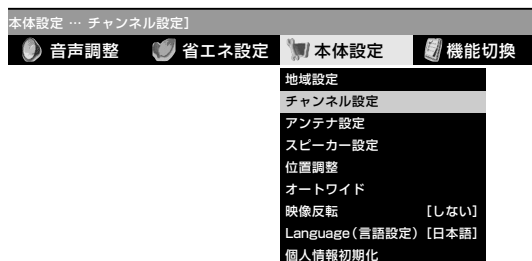 本体設定 … チャンネル設定]
音声調整 省エネ設定 本体設定 機能切換
地域設定
チャンネル設定
アンテナ設定
スピーカー設定
位置調整
オートワイド
映像反転 [しない]
Language(言語設定) [日本語]
個人情報初期化